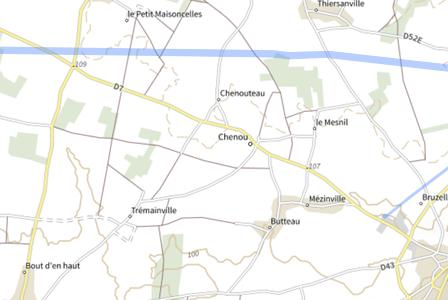 le Petit Maisoncelles
Thiersanville
D52E
109
D7
Chenouteau
le Mesnil
Chenou
107
Mézinville
Bruzell
Trémainville
Butteau
100
Bout d'en haut
D43